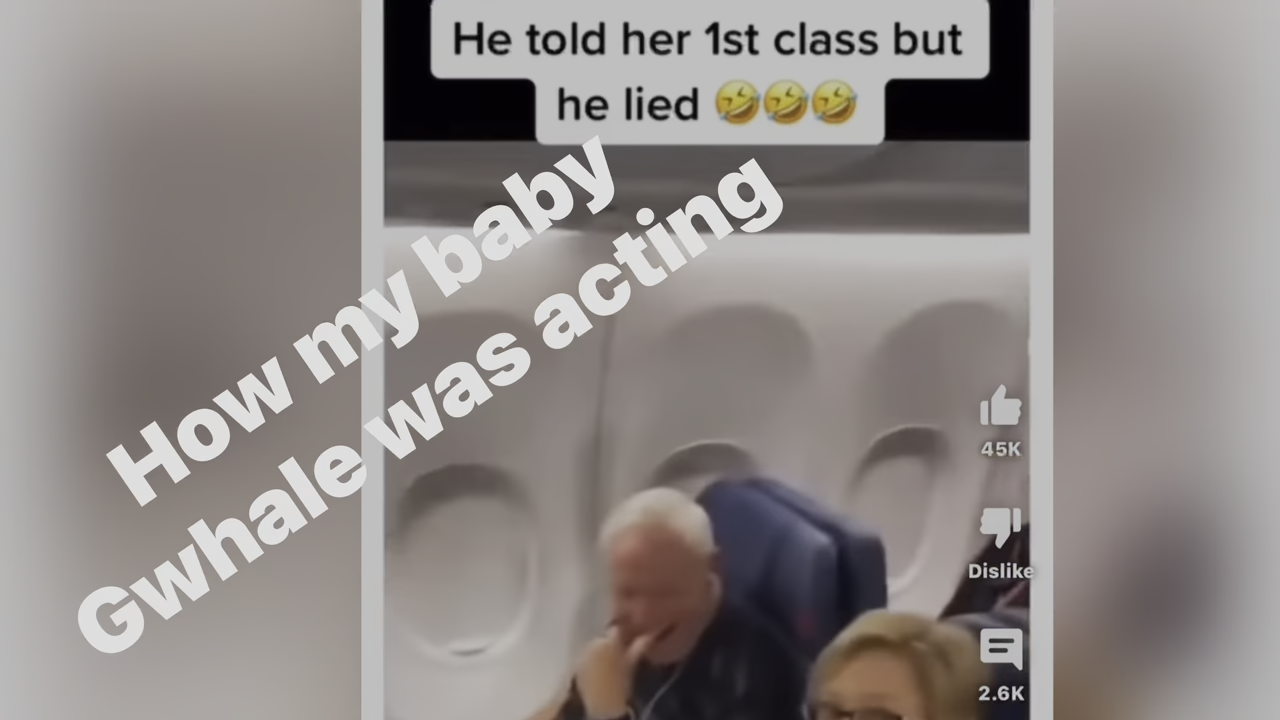 He told her 1st class but
he lied 🤣🤣🤣
How my baby
Gwhale was acting
45K
Dislike
2.6K